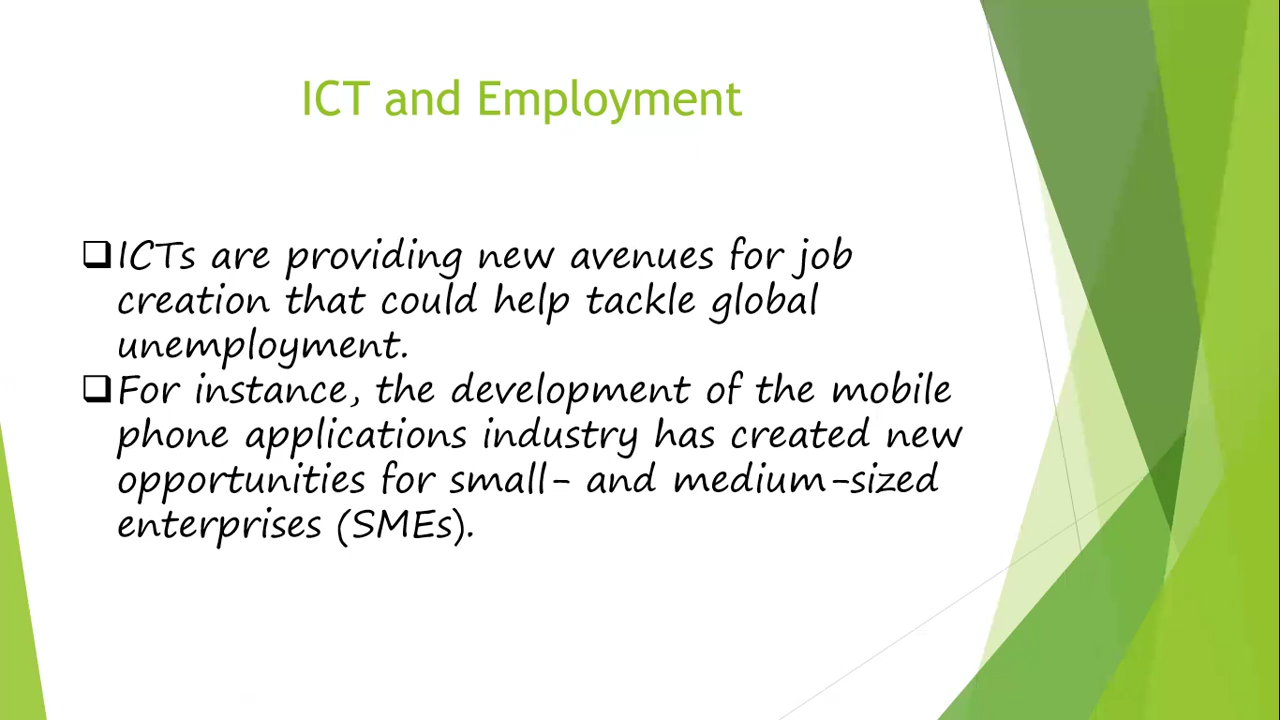 ICT and Employment
❑ICTs are providing new avenues for job
creation that could help tackle global
unemployment.
❑For instance, the development of the mobile
phone applications industry has created new
opportunities for small- and medium-sized
enterprises (SMEs).